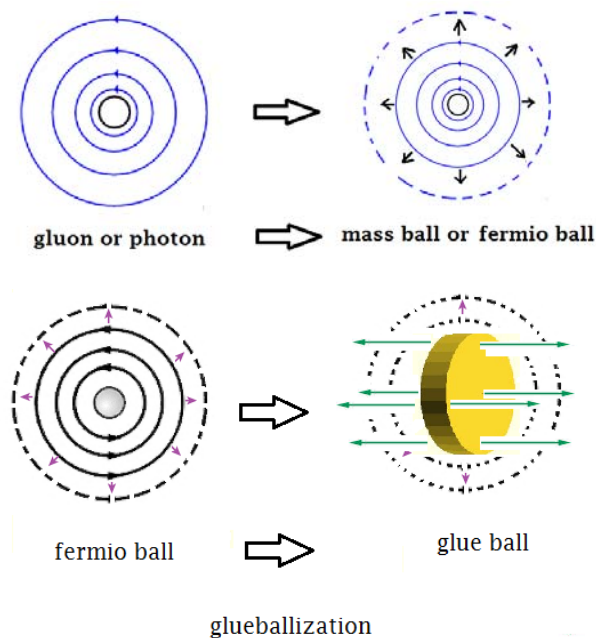 gluon or photon
mass ball or fermio ball
fermio ball
glue ball
glueballization